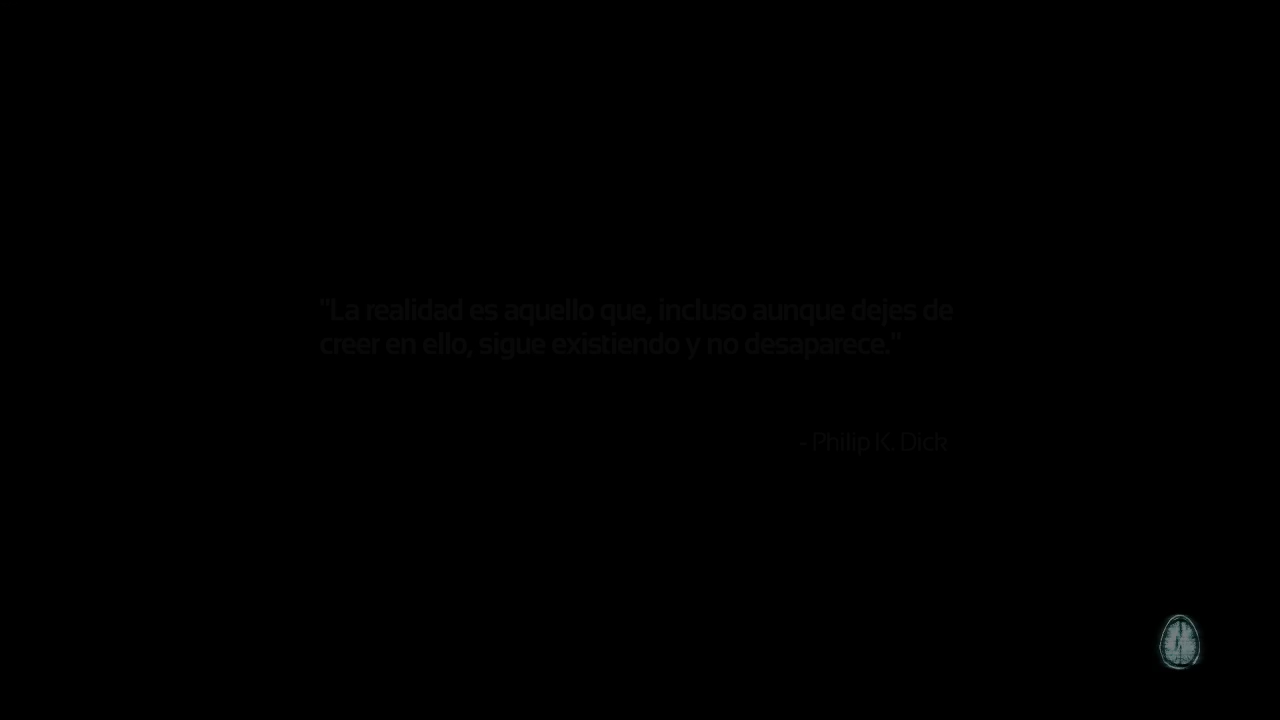 "La realidad es aquello que, incluso aunque dejes de
creer en ello, sigue existiendo y no desaparece."
- Philip K. Dick